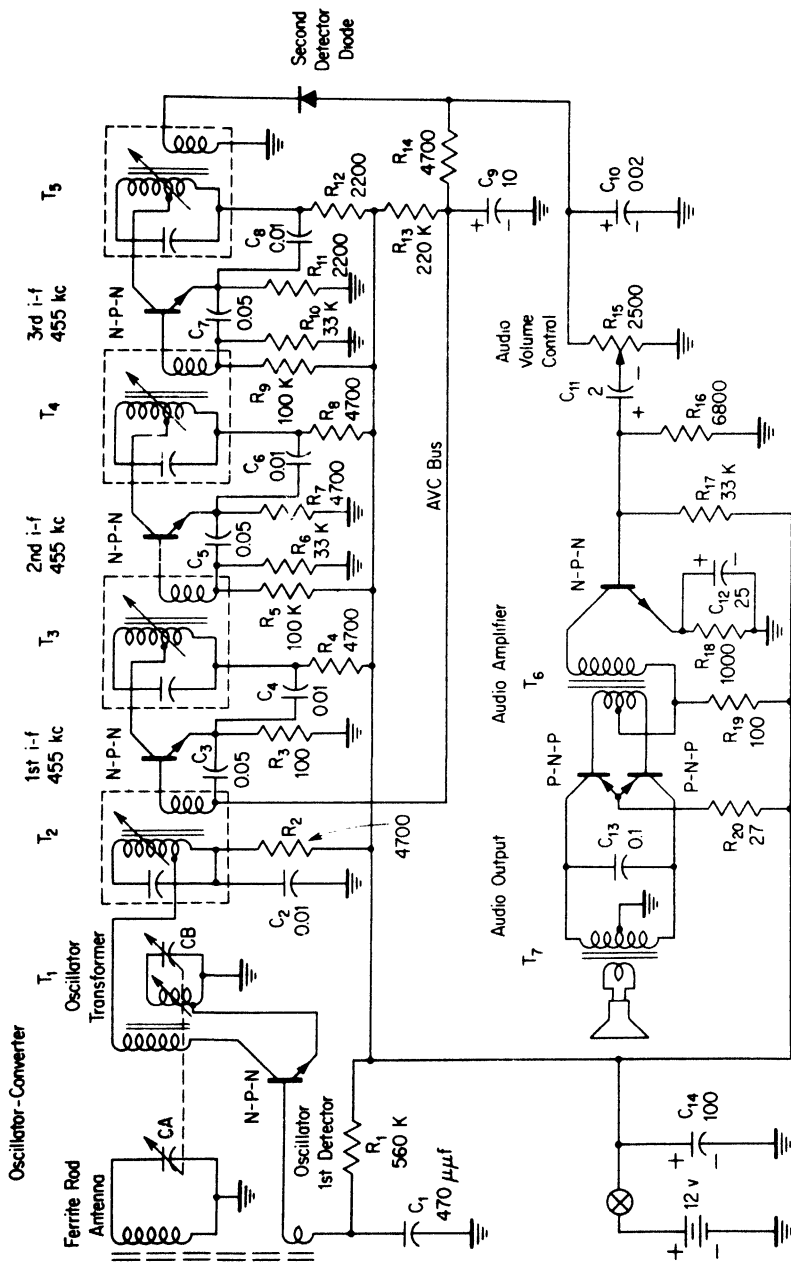 Oscillator-Converter
Ferrite Rod
Antenna
CA
T1
Oscillator
Transformer
CB
N-P-N
Oscillator
1st Detector
R1
560 K
C1
470 μμf
12 v
+
-
C14
100
+
-
T2
C2
0.01
R2
4700
1st i-f
455 kc
N-P-N
C3
0.05
R3
100
C4
0.01
R4
4700
T3
2nd i-f
455 kc
N-P-N
R5
100 K
R6
33 K
C5
0.05
R7
4700
C6
0.01
R8
4700
T4
3rd i-f
455 kc
N-P-N
R9
100 K
R10
33 K
C7
0.05
R11
2200
C8
0.01
R12
2200
T5
Second
Detector
Diode
R13
220 K
R14
4700
C9
10
+
-
AVC Bus
C10
002
+
-
Audio
Volume
Control
R15
2500
C11
2
+
-
R16
6800
R17
33 K
Audio Amplifier
N-P-N
C12
25
+
-
R18
1000
T6
R19
100
P-N-P
P-N-P
Audio Output
C13
0.1
R20
27
T7